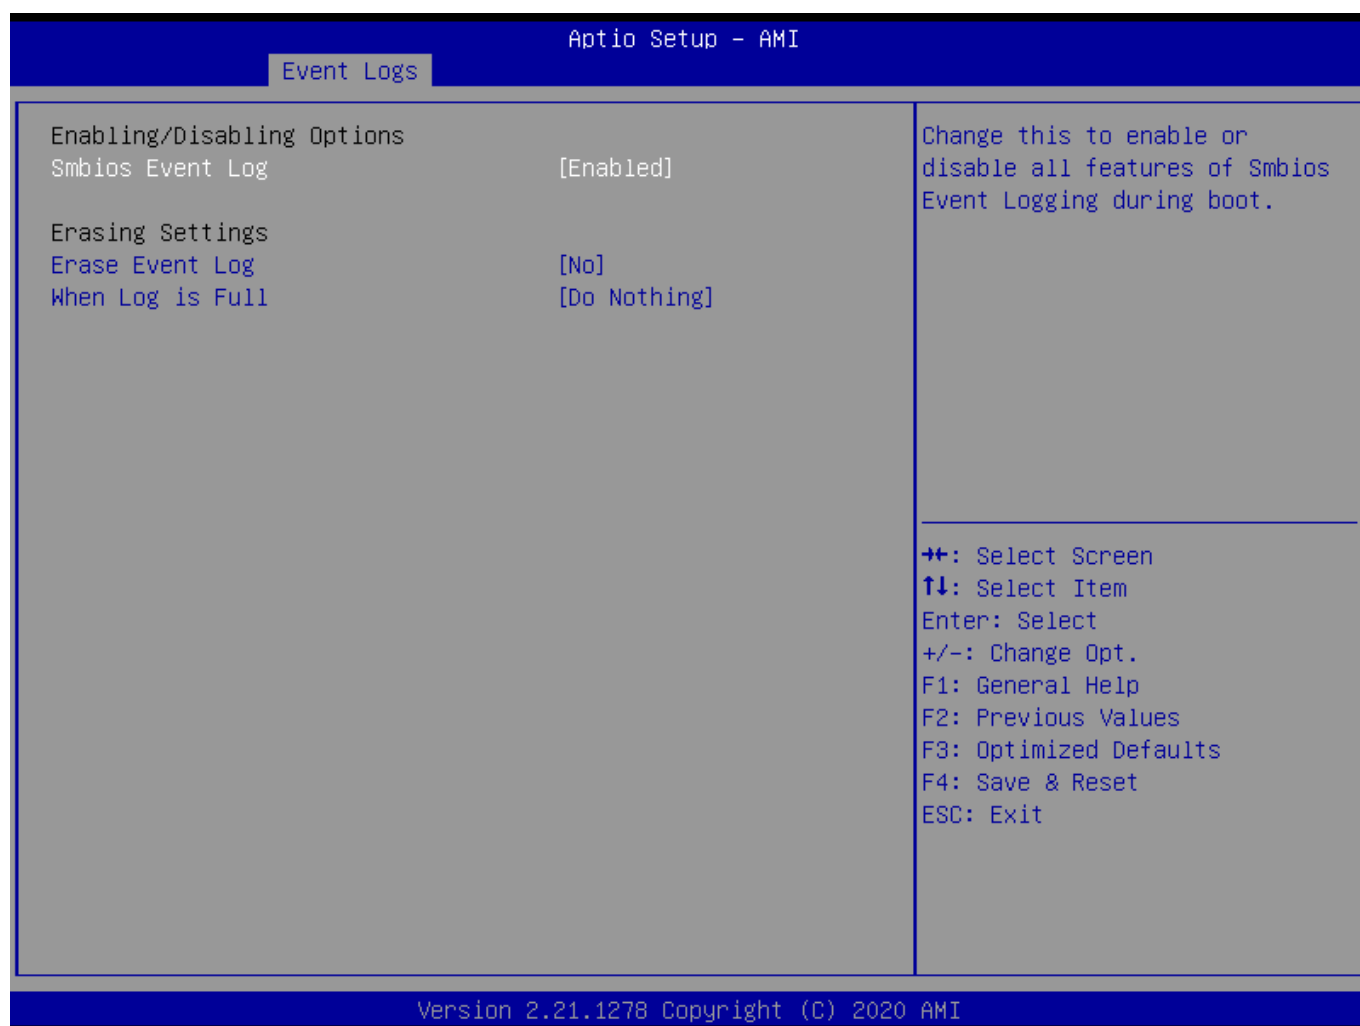 Aptio Setup – AMI
Event Logs
Enabling/Disabling Options
Smbios Event Log [Enabled]
Erasing Settings
Erase Event Log [No]
When Log is Full [Do Nothing]
Change this to enable or
disable all features of Smbios
Event Logging during boot.
→←: Select Screen
↑↓: Select Item
Enter: Select
+/-: Change Opt.
F1: General Help
F2: Previous Values
F3: Optimized Defaults
F4: Save & Reset
ESC: Exit
Version 2.21.1278 Copyright (C) 2020 AMI